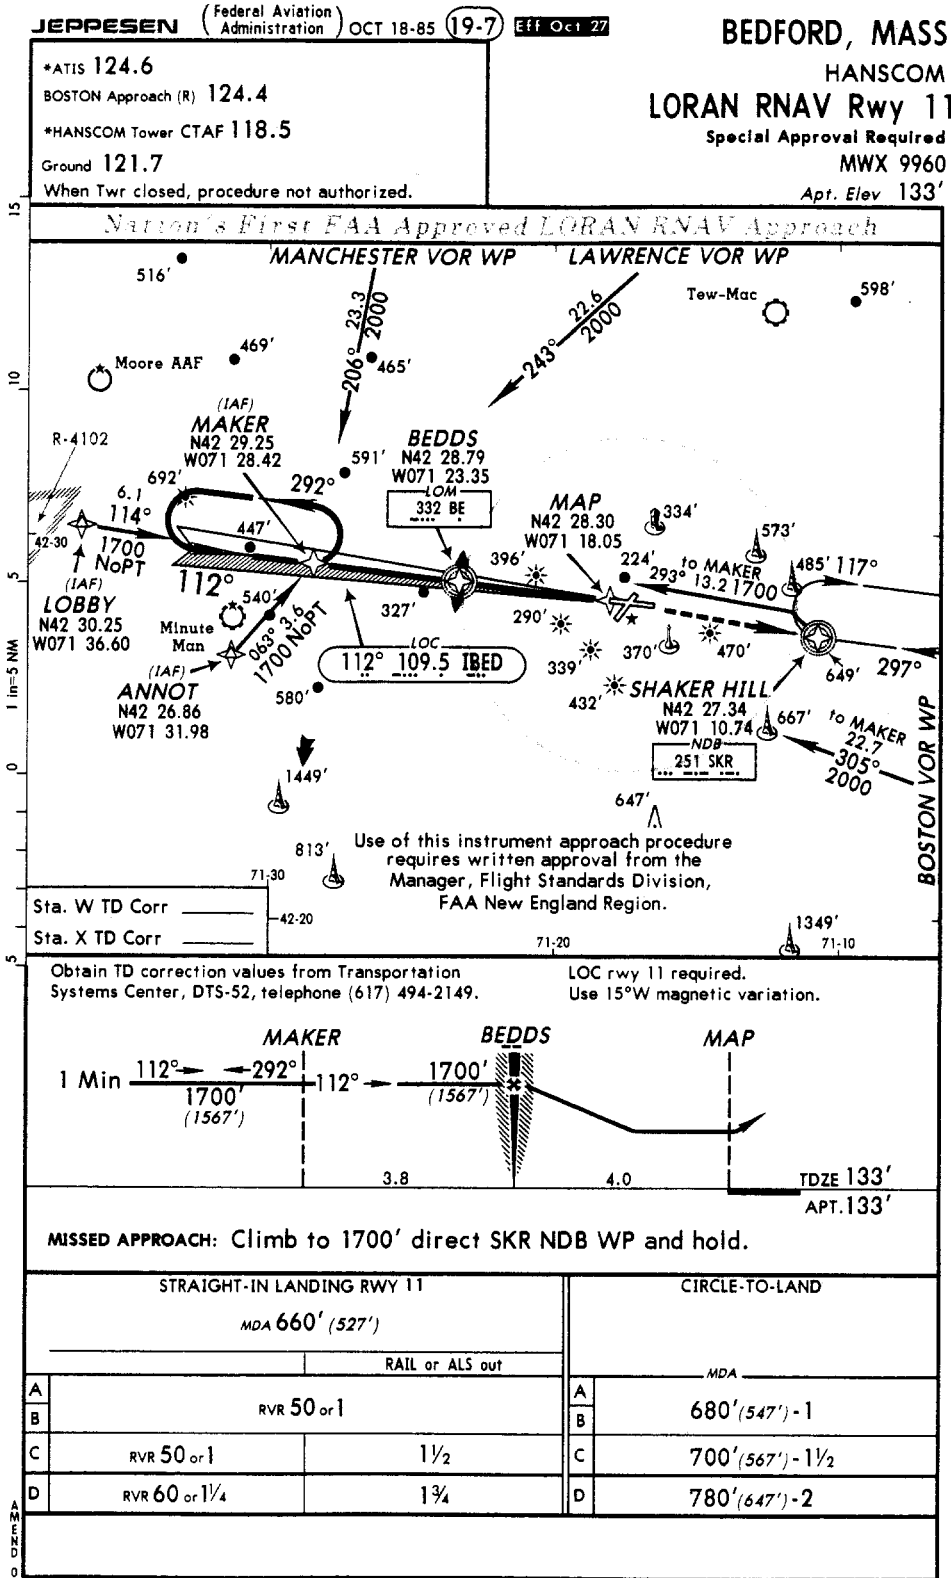 JEPPESEN (Federal Aviation Administration) OCT 18-85 (19-7) Eff Oct 27
BEDFORD, MASS
HANSCOM
LORAN RNAV Rwy 11
Special Approval Required
MWX 9960
Apt. Elev 133'
*ATIS 124.6
BOSTON Approach (R) 124.4
*HANSCOM Tower CTAF 118.5
Ground 121.7
When Twr closed, procedure not authorized.
Nation's First FAA Approved LORAN RNAV Approach
15
10
5
1 in=5 NM
0
5
MANCHESTER VOR WP
LAWRENCE VOR WP
516'
23.3
206° 2000
22.6
243° 2000
Tew-Mac
598'
Moore AAF
469'
465'
R-4102
(IAF)
MAKER
N42 29.25
W071 28.42
591'
BEDDS
N42 28.79
W071 23.35
LOM
332 BE
692'
292°
6.1
114°
1700
NoPT
447'
42-30
MAP
N42 28.30
W071 18.05
334'
573'
396'
224'
to MAKER
293° 13.2 1700
485'
117°
(IAF)
LOBBY
N42 30.25
W071 36.60
112°
540'
327'
290'
Minute
Man
063° 3.6
1700 NoPT
LOC
112° 109.5 IBED
339'
370'
470'
649'
297°
(IAF)
ANNOT
N42 26.86
W071 31.98
580'
432'
SHAKER HILL
N42 27.34
W071 10.74
NDB
251 SKR
667'
to MAKER
22.7
305°
2000
BOSTON VOR WP
1449'
647'
813'
Use of this instrument approach procedure
requires written approval from the
Manager, Flight Standards Division,
FAA New England Region.
71-30
42-20
Sta. W TD Corr
Sta. X TD Corr
71-20
1349'
71-10
Obtain TD correction values from Transportation
Systems Center, DTS-52, telephone (617) 494-2149.
LOC rwy 11 required.
Use 15°W magnetic variation.
MAKER
BEDDS
MAP
1 Min 112° 292° 112° 1700'
1700' (1567')
(1567')
3.8
4.0
TDZE 133'
APT. 133'
MISSED APPROACH: Climb to 1700' direct SKR NDB WP and hold.
STRAIGHT-IN LANDING RWY 11
CIRCLE-TO-LAND
MDA 660' (527')
RAIL or ALS out
MDA
A
B
RVR 50 or 1
A
B
680' (547') - 1
C RVR 50 or 1 1½
C 700' (567') - 1½
D RVR 60 or 1¼ 1¾
D 780' (647') - 2
AMEND 0